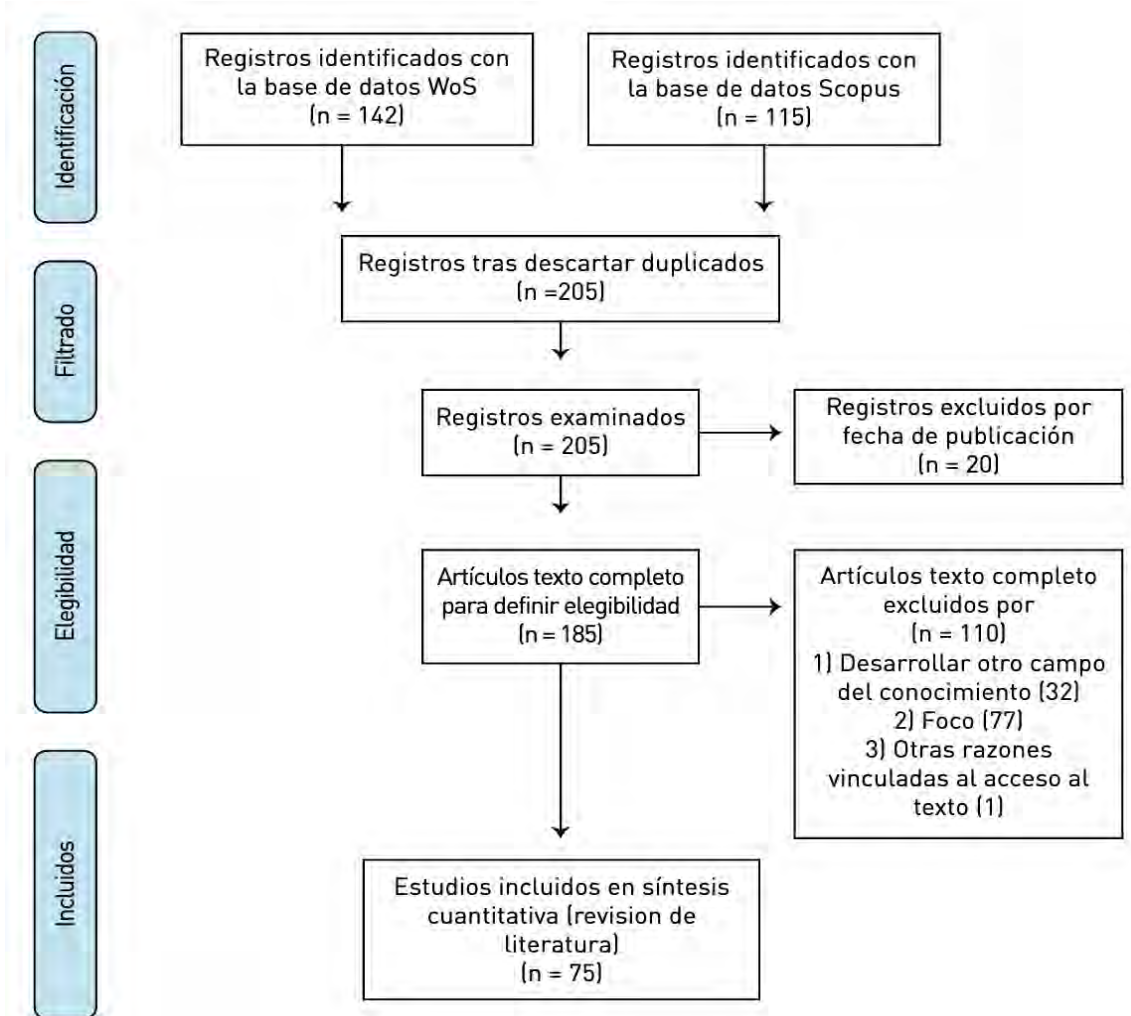 Identificación
Registros identificados con
la base de datos WoS
(n = 142)
Registros identificados con
la base de datos Scopus
(n = 115)
Filtrado
Registros tras descartar duplicados
(n =205)
Registros examinados
(n = 205)
Registros excluidos por
fecha de publicación
(n = 20)
Elegibilidad
Artículos texto completo
para definir elegibilidad
(n = 185)
Artículos texto completo
excluidos por
(n = 110)
1) Desarrollar otro campo
del conocimiento (32)
2) Foco (77)
3) Otras razones
vinculadas al acceso al
texto (1)
Incluidos
Estudios incluidos en síntesis
cuantitativa (revision de
literatura)
(n = 75)